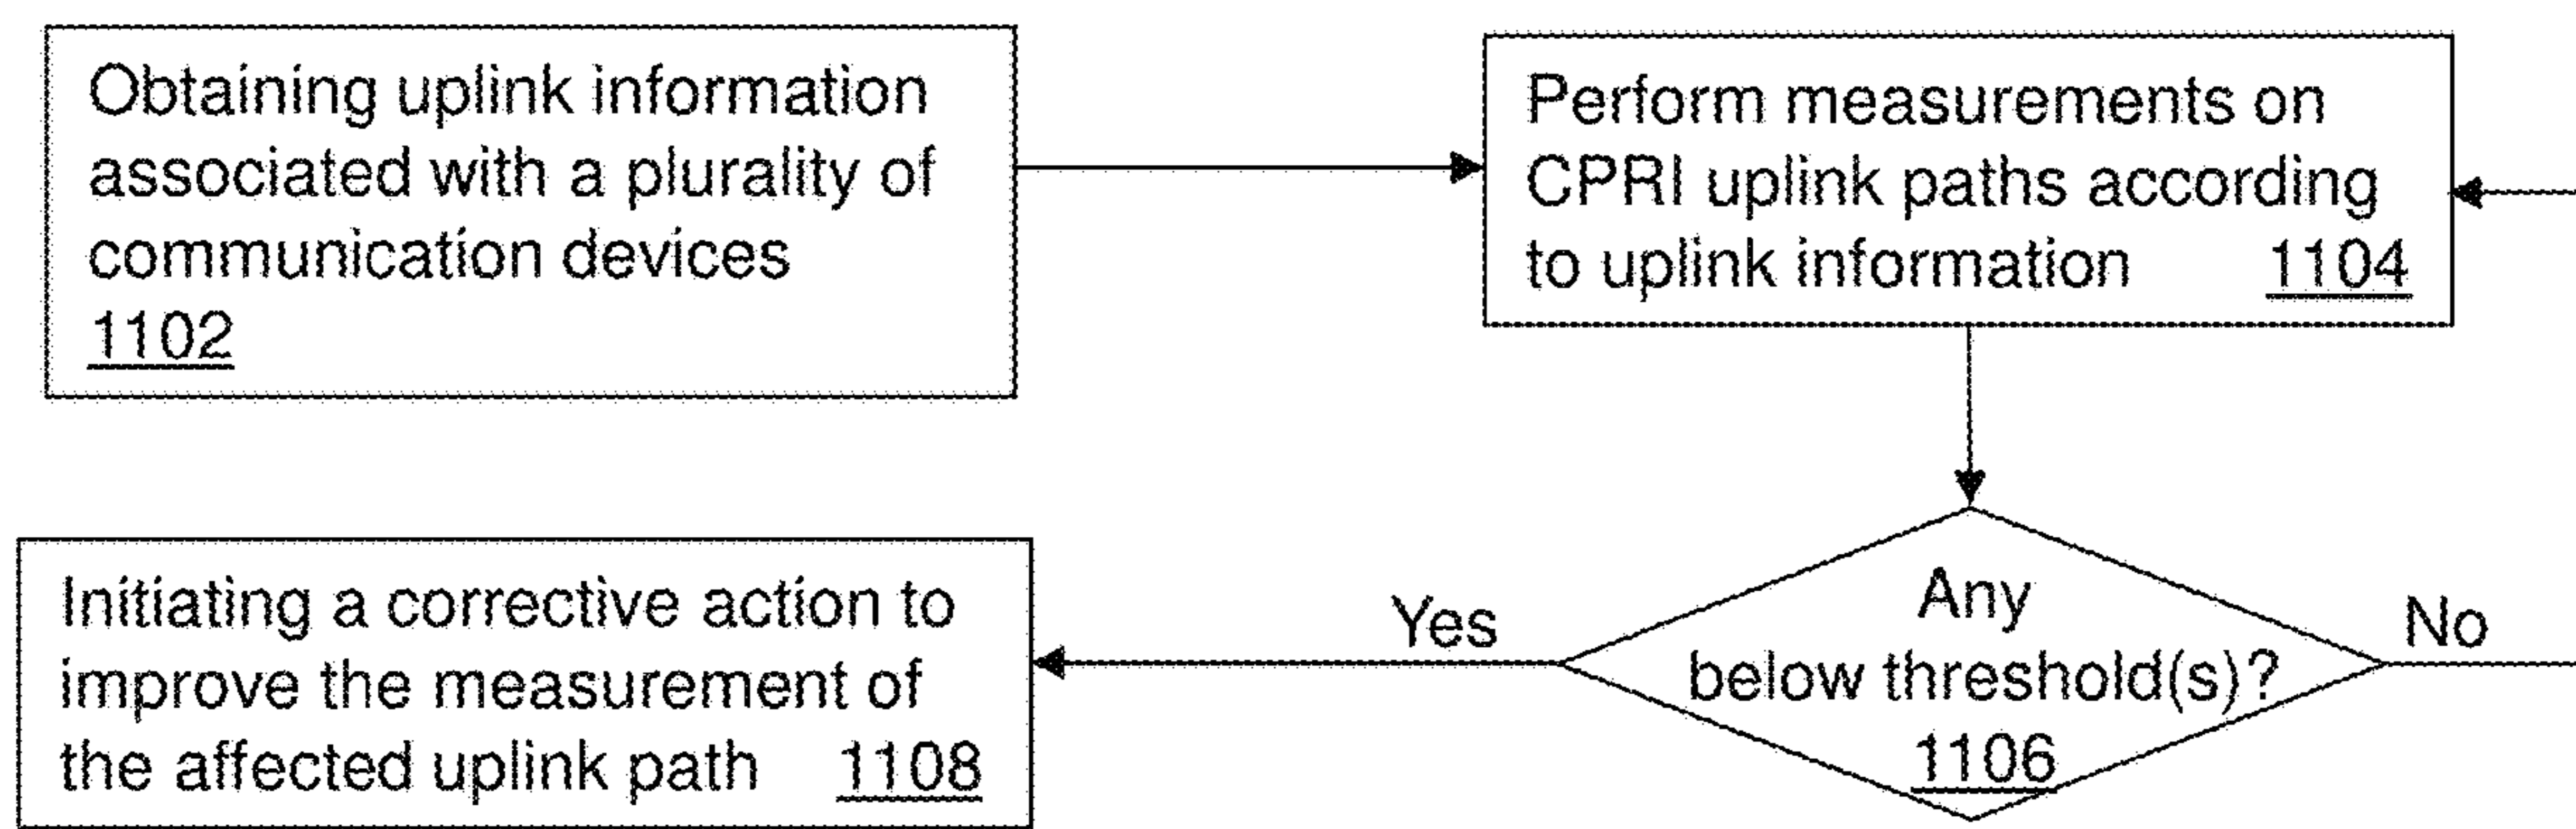 Obtaining uplink information
associated with a plurality of
communication devices
1102
Perform measurements on
CPRI uplink paths according
to uplink information 1104
Any
below threshold(s)?
1106
Yes
No
Initiating a corrective action to
improve the measurement of
the affected uplink path 1108